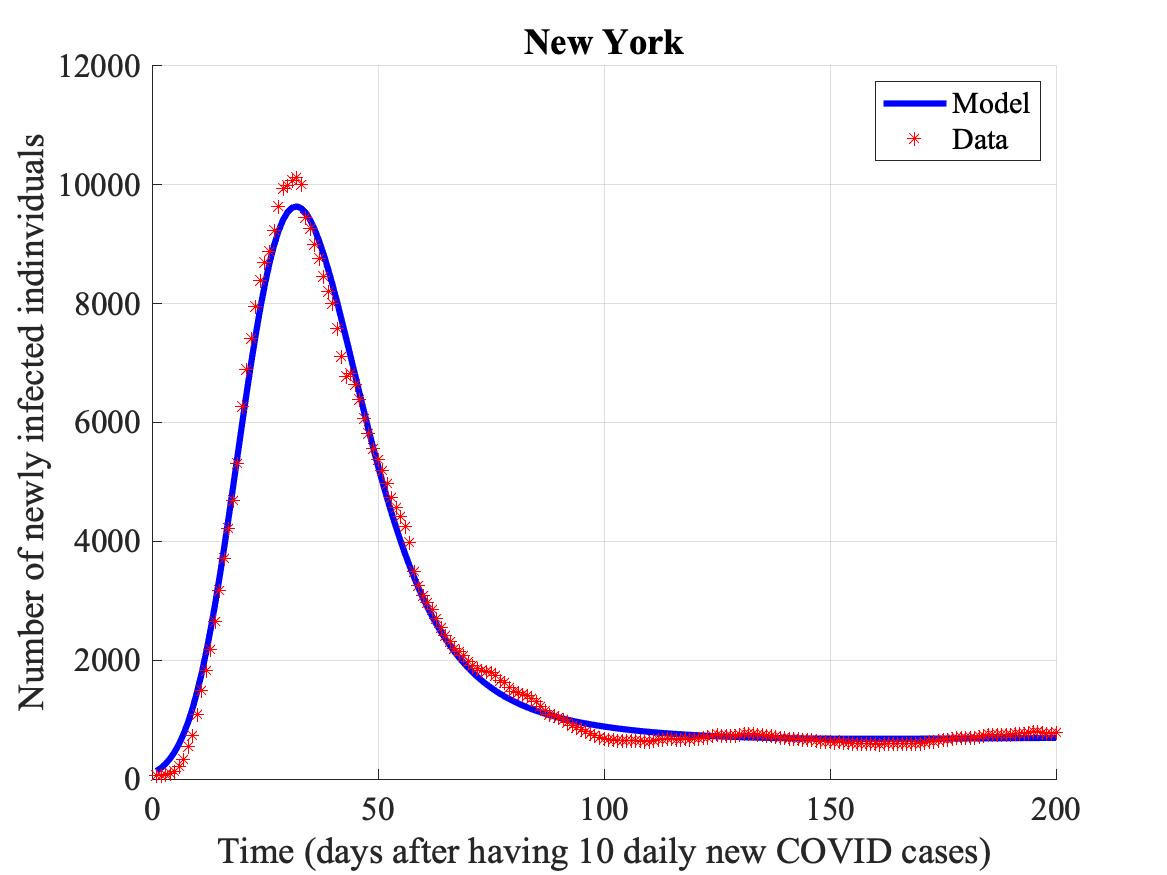 New York
12000
10000
8000
6000
4000
2000
0
Number of newly infected indinviduals
Model
Data
0 50 100 150 200
Time (days after having 10 daily new COVID cases)